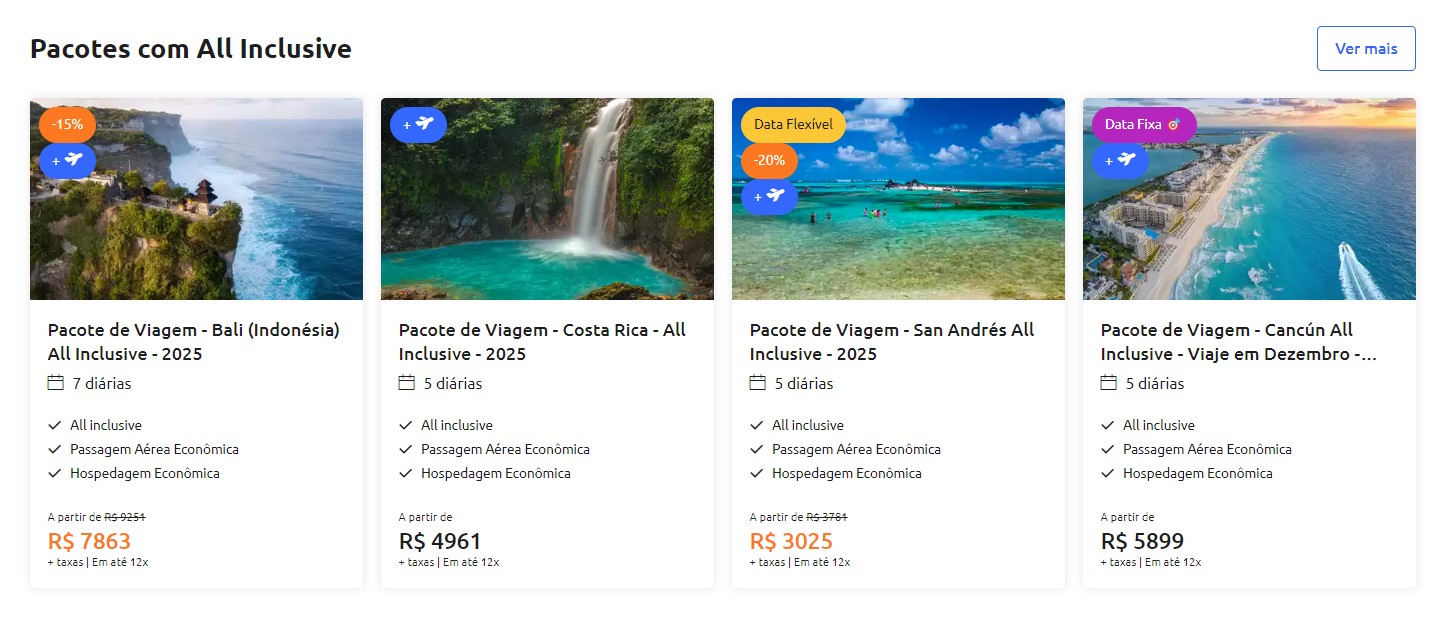 Pacotes com All Inclusive
Ver mais
-15%
+
Pacote de Viagem - Bali (Indonésia)
All Inclusive - 2025
7 diárias
All inclusive
Passagem Aérea Econômica
Hospedagem Econômica
A partir de R$ 9251
R$ 7863
+ taxas | Em até 12x
+
Pacote de Viagem - Costa Rica - All
Inclusive - 2025
5 diárias
All inclusive
Passagem Aérea Econômica
Hospedagem Econômica
A partir de
R$ 4961
+ taxas | Em até 12x
Data Flexível
-20%
+
Pacote de Viagem - San Andrés All
Inclusive - 2025
5 diárias
All inclusive
Passagem Aérea Econômica
Hospedagem Econômica
A partir de R$ 3781
R$ 3025
+ taxas | Em até 12x
Data Fixa 🎯
+
Pacote de Viagem - Cancún All
Inclusive - Viaje em Dezembro -...
5 diárias
All inclusive
Passagem Aérea Econômica
Hospedagem Econômica
A partir de
R$ 5899
+ taxas | Em até 12x